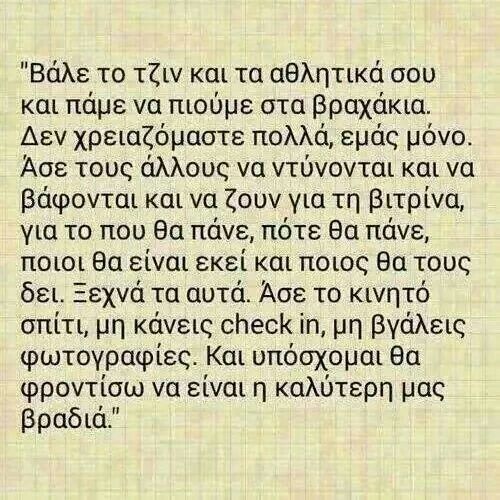 "Βάλε το τζιν και τα αθλητικά σου
και πάμε να πιούμε στα βραχάκια.
Δεν χρειαζόμαστε πολλά, εμάς μόνο.
Άσε τους άλλους να ντύνονται και να
βάφονται και να ζουν για τη βιτρίνα,
για το που θα πάνε, πότε θα πάνε,
ποιοι θα είναι εκεί και ποιος θα τους
δει. Ξεχνά τα αυτά. Άσε το κινητό
σπίτι, μη κάνεις check in, μη βγάλεις
φωτογραφίες. Και υπόσχομαι θα
φροντίσω να είναι η καλύτερη μας
βραδιά."